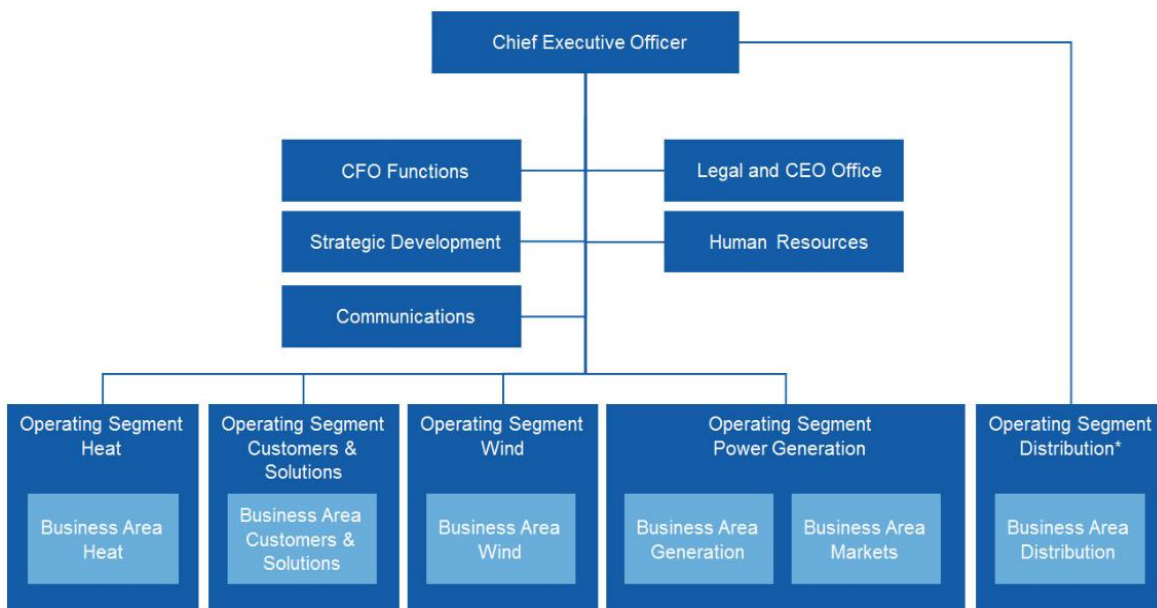 Chief Executive Officer
CFO Functions
Legal and CEO Office
Strategic Development
Human Resources
Communications
Operating Segment
Heat
Business Area
Heat
Operating Segment
Customers &
Solutions
Business Area
Customers &
Solutions
Operating Segment
Wind
Business Area
Wind
Operating Segment
Power Generation
Business Area
Generation
Business Area
Markets
Operating Segment
Distribution*
Business Area
Distribution